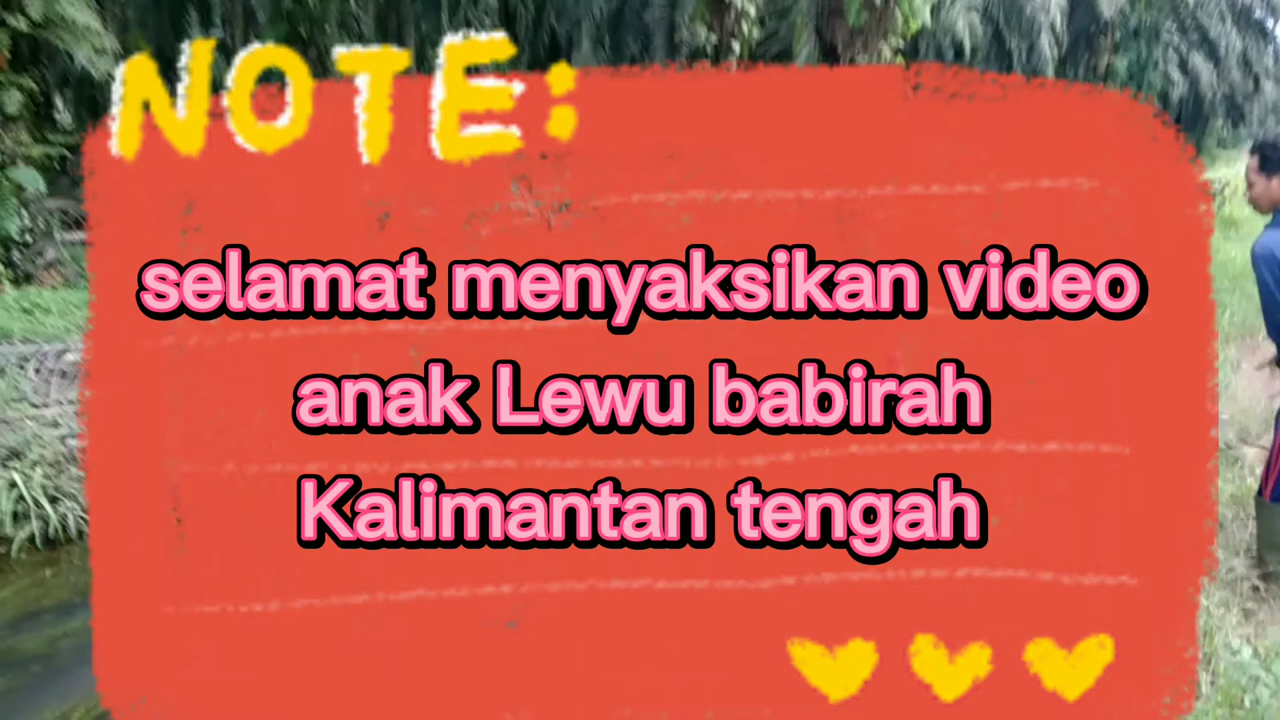 NOTE:
selamat menyaksikan video
anak Lewu babirah
Kalimantan tengah